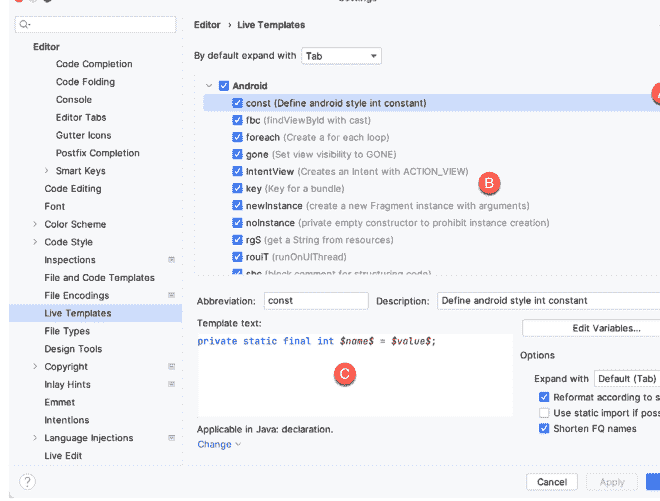 Editor › Live Templates
Editor
Code Completion
Code Folding
Console
Editor Tabs
Gutter Icons
Postfix Completion
Smart Keys
Code Editing
Font
Color Scheme
Code Style
Inspections
File and Code Templates
File Encodings
Live Templates
File Types
Design Tools
Copyright
Inlay Hints
Emmet
Intentions
Language Injections
Live Edit
By default expand with Tab
Android
const (Define android style int constant)
fbc (findViewById with cast)
foreach (Create a for each loop)
gone (Set view visibility to GONE)
IntentView (Creates an Intent with ACTION_VIEW)
B
key (Key for a bundle)
newInstance (create a new Fragment instance with arguments)
noInstance (private empty constructor to prohibit instance creation)
rgS (get a String from resources)
rouiT (runOnUIThread)
sbc (block comment for structuring code)
Abbreviation: const Description: Define android style int constant
Template text:
private static final int $name$ = $value$;
C
Applicable in Java: declaration.
Change
Edit Variables...
Options
Expand with Default (Tab)
Reformat according to s
Use static import if poss
Shorten FQ names
? Cancel Apply